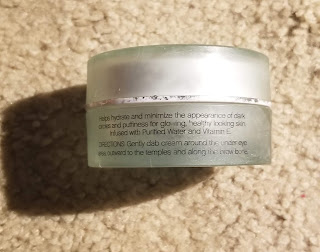 Helps hydrate and minimize the appearance of dark
circles and puffiness for glowing, healthy looking skin.
Infused with Purified Water and Vitamin E.
DIRECTIONS: Gently dab cream around the under eye
area outward to the temples and along the brow bone.